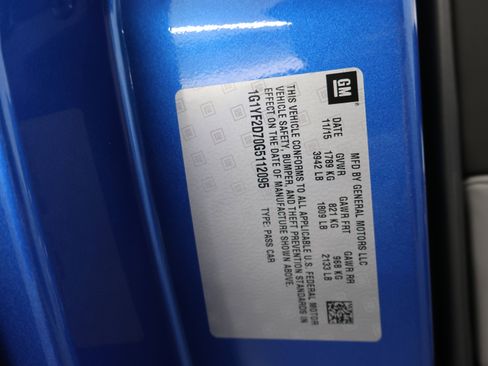 GM
MFD BY GENERAL MOTORS LLC
DATE GVWR GAWR FRT GAWR RR
11/15 1789 KG 821 KG 968 KG
3942 LB 1809 LB 2133 LB
THIS VEHICLE CONFORMS TO ALL APPLICABLE U.S. FEDERAL MOTOR
VEHICLE SAFETY, BUMPER, AND THEFT PREVENTION STANDARDS IN
EFFECT ON THE DATE OF MANUFACTURE SHOWN ABOVE.
1G1YF2D70G5112095 TYPE: PASS CAR